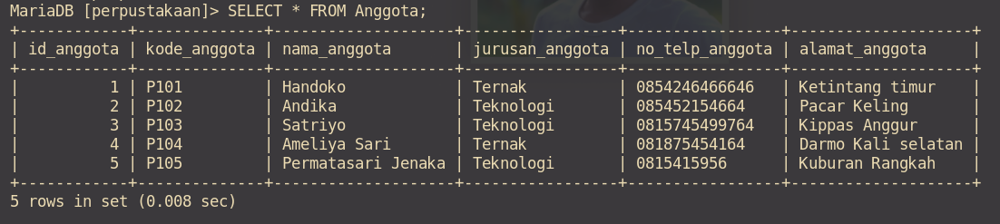 MariaDB [perpustakaan]> SELECT * FROM Anggota;
+------------+--------------+--------------------+-----------------+-----------------+--------------------+
| id_anggota | kode_anggota | nama_anggota       | jurusan_anggota | no_telp_anggota | alamat_anggota     |
+------------+--------------+--------------------+-----------------+-----------------+--------------------+
|          1 | P101         | Handoko            | Ternak          | 0854246466646   | Ketintang timur    |
|          2 | P102         | Andika             | Teknologi       | 085452154664    | Pacar Keling       |
|          3 | P103         | Satriyo            | Teknologi       | 0815745499764   | Kippas Anggur      |
|          4 | P104         | Ameliya Sari       | Ternak          | 081875454164    | Darmo Kali selatan |
|          5 | P105         | Permatasari Jenaka | Teknologi       | 0815415956      | Kuburan Rangkah    |
+------------+--------------+--------------------+-----------------+-----------------+--------------------+
5 rows in set (0.008 sec)